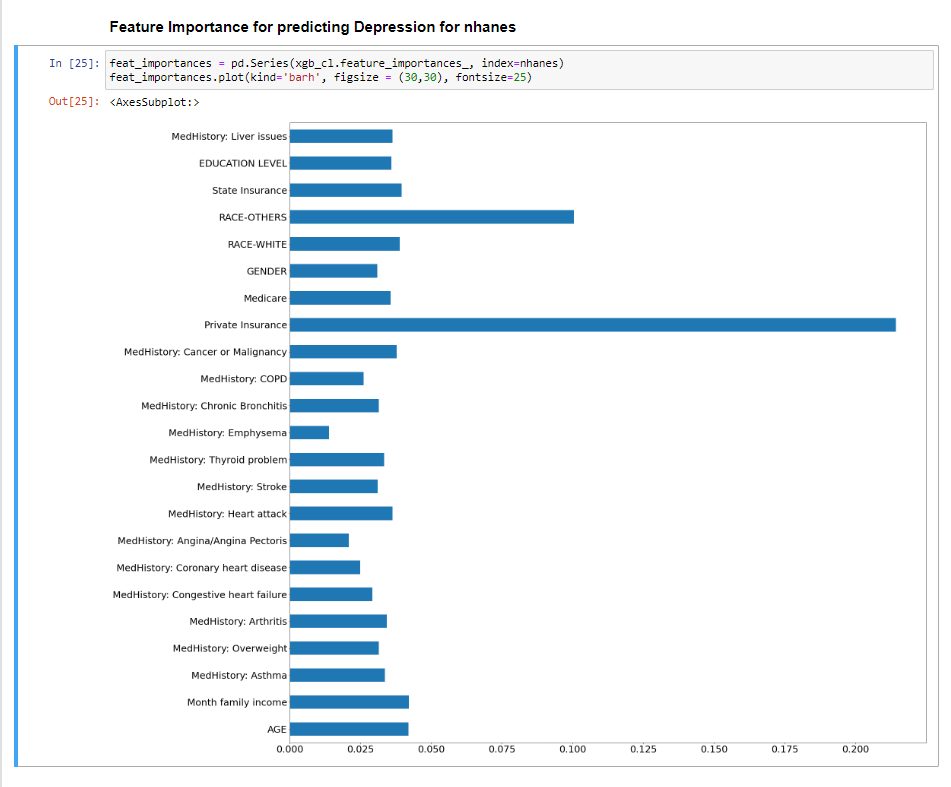 Feature Importance for predicting Depression for nhanes
In [25]: feat_importances = pd.Series(xgb_cl.feature_importances_, index=nhanes)
feat_importances.plot(kind='barh', figsize = (30,30), fontsize=25)
Out[25]: <AxesSubplot:>
MedHistory: Liver issues
EDUCATION LEVEL
State Insurance
RACE-OTHERS
RACE-WHITE
GENDER
Medicare
Private Insurance
MedHistory: Cancer or Malignancy
MedHistory: COPD
MedHistory: Chronic Bronchitis
MedHistory: Emphysema
MedHistory: Thyroid problem
MedHistory: Stroke
MedHistory: Heart attack
MedHistory: Angina/Angina Pectoris
MedHistory: Coronary heart disease
MedHistory: Congestive heart failure
MedHistory: Arthritis
MedHistory: Overweight
MedHistory: Asthma
Month family income
AGE
0.000 0.025 0.050 0.075 0.100 0.125 0.150 0.175 0.200